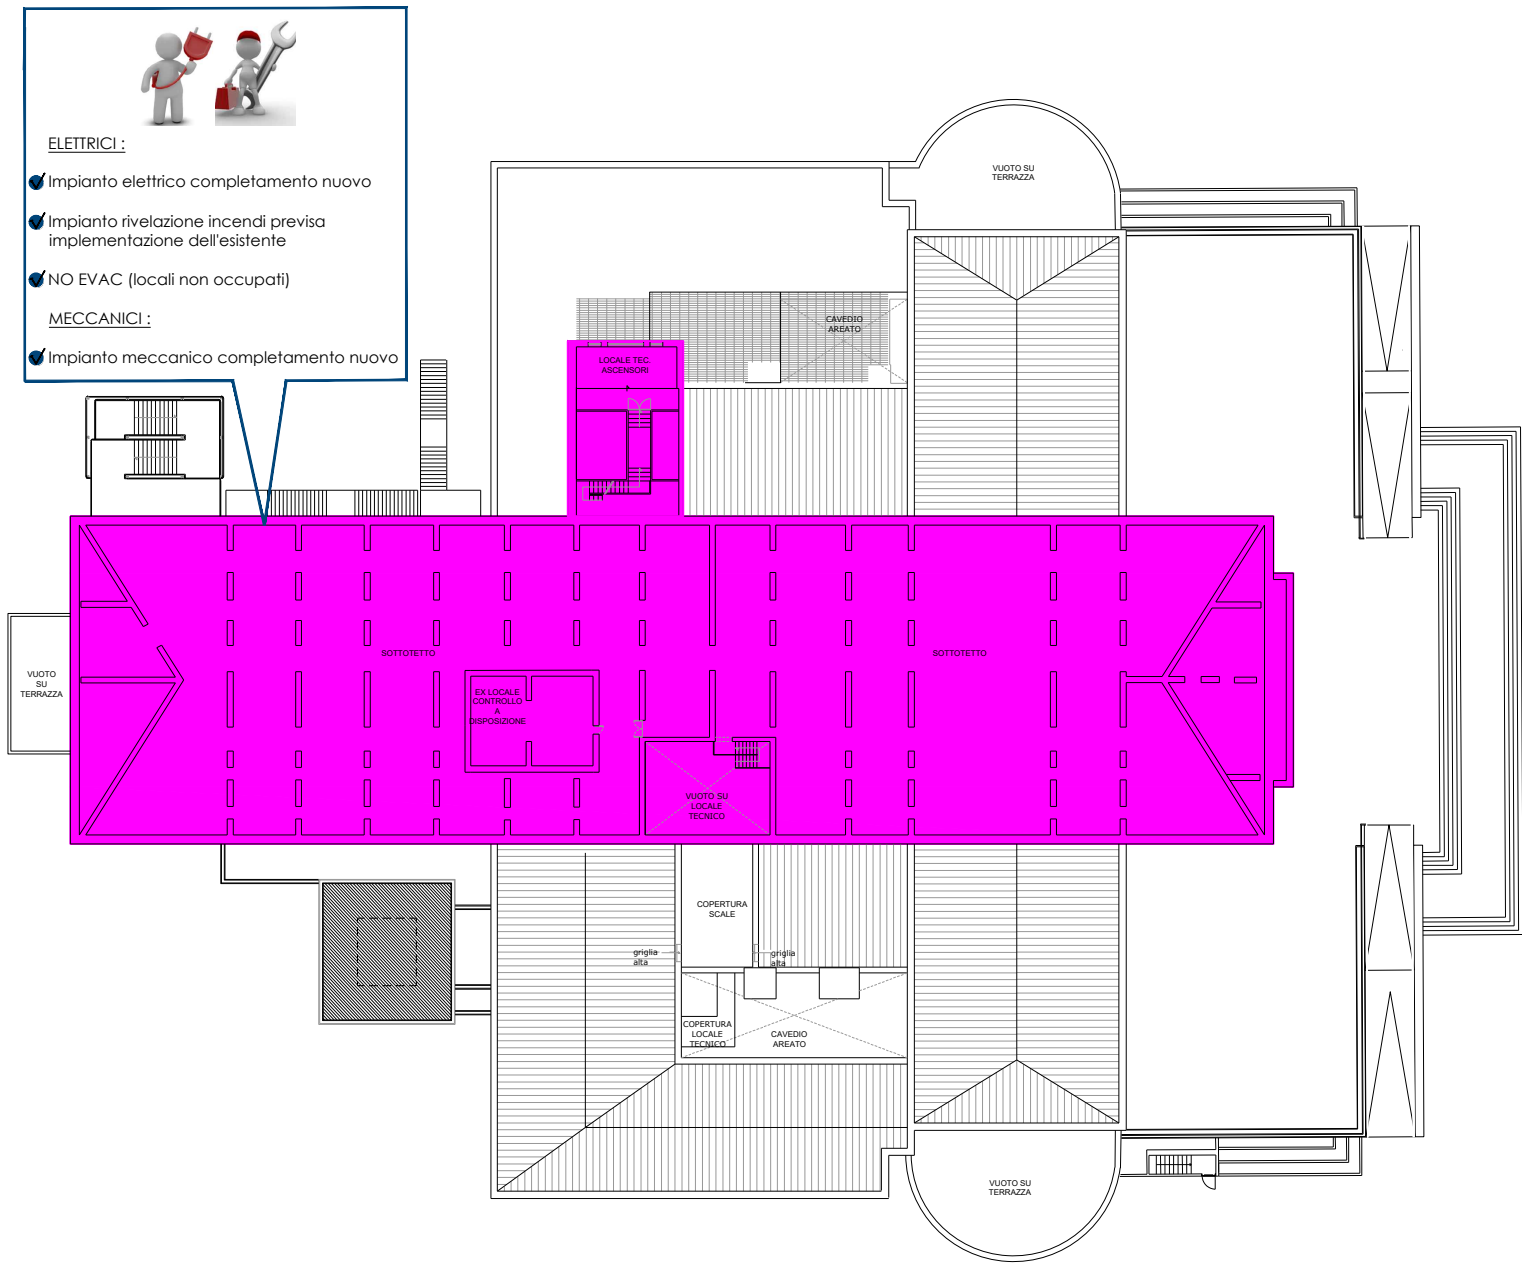 ELETTRICI :
Impianto elettrico completamento nuovo
Impianto rivelazione incendi previsa
implementazione dell'esistente
NO EVAC (locali non occupati)
MECCANICI :
Impianto meccanico completamento nuovo
VUOTO SU
TERRAZZA
CAVEDIO
AREATO
LOCALE TEC.
ASCENSORI
SOTTOTETTO
SOTTOTETTO
VUOTO
SU
TERRAZZA
EX LOCALE
CONTROLLO
A
DISPOSIZIONE
VUOTO SU
LOCALE
TECNICO
COPERTURA
SCALE
griglia
alta
griglia
alta
COPERTURA
LOCALE
TECNICO
CAVEDIO
AREATO
VUOTO SU
TERRAZZA